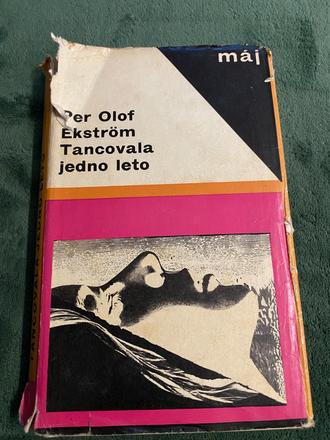 máj
Per Olof
Ekström
Tancovala
jedno leto